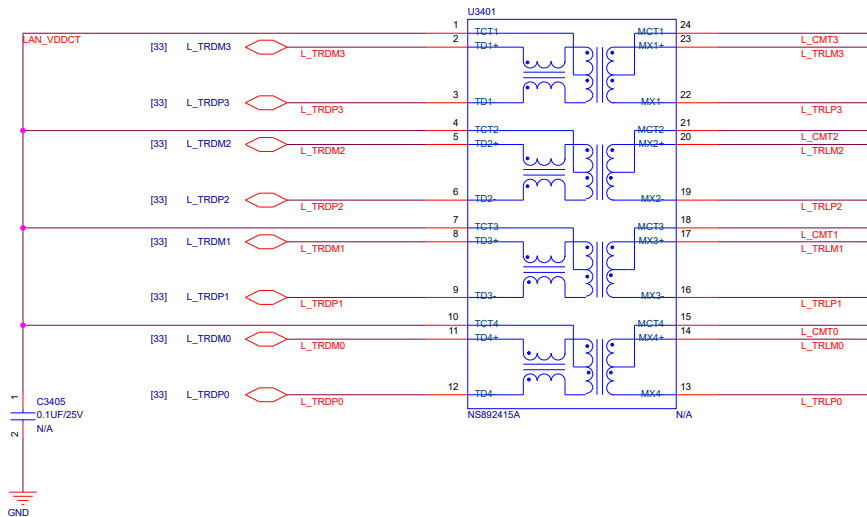 U3401
1 TCT1 MCT1 24
LAN_VDDCT L_CMT3
[33] L_TRDM3 2 TD1+ MX1+ 23
L_TRDM3 L_TRLM3
[33] L_TRDP3 3 TD1- MX1- 22
L_TRDP3 L_TRLP3
4 TCT2 MCT2 21
L_CMT2
[33] L_TRDM2 5 TD2+ MX2+ 20
L_TRDM2 L_TRLM2
[33] L_TRDP2 6 TD2- MX2- 19
L_TRDP2 L_TRLP2
7 TCT3 MCT3 18
L_CMT1
[33] L_TRDM1 8 TD3+ MX3+ 17
L_TRDM1 L_TRLM1
[33] L_TRDP1 9 TD3- MX3- 16
L_TRDP1 L_TRLP1
10 TCT4 MCT4 15
L_CMT0
[33] L_TRDM0 11 TD4+ MX4+ 14
L_TRDM0 L_TRLM0
[33] L_TRDP0 12 TD4- MX4- 13
L_TRDP0 L_TRLP0
NS892415A N/A
1
C3405
0.1UF/25V
N/A
2
GND